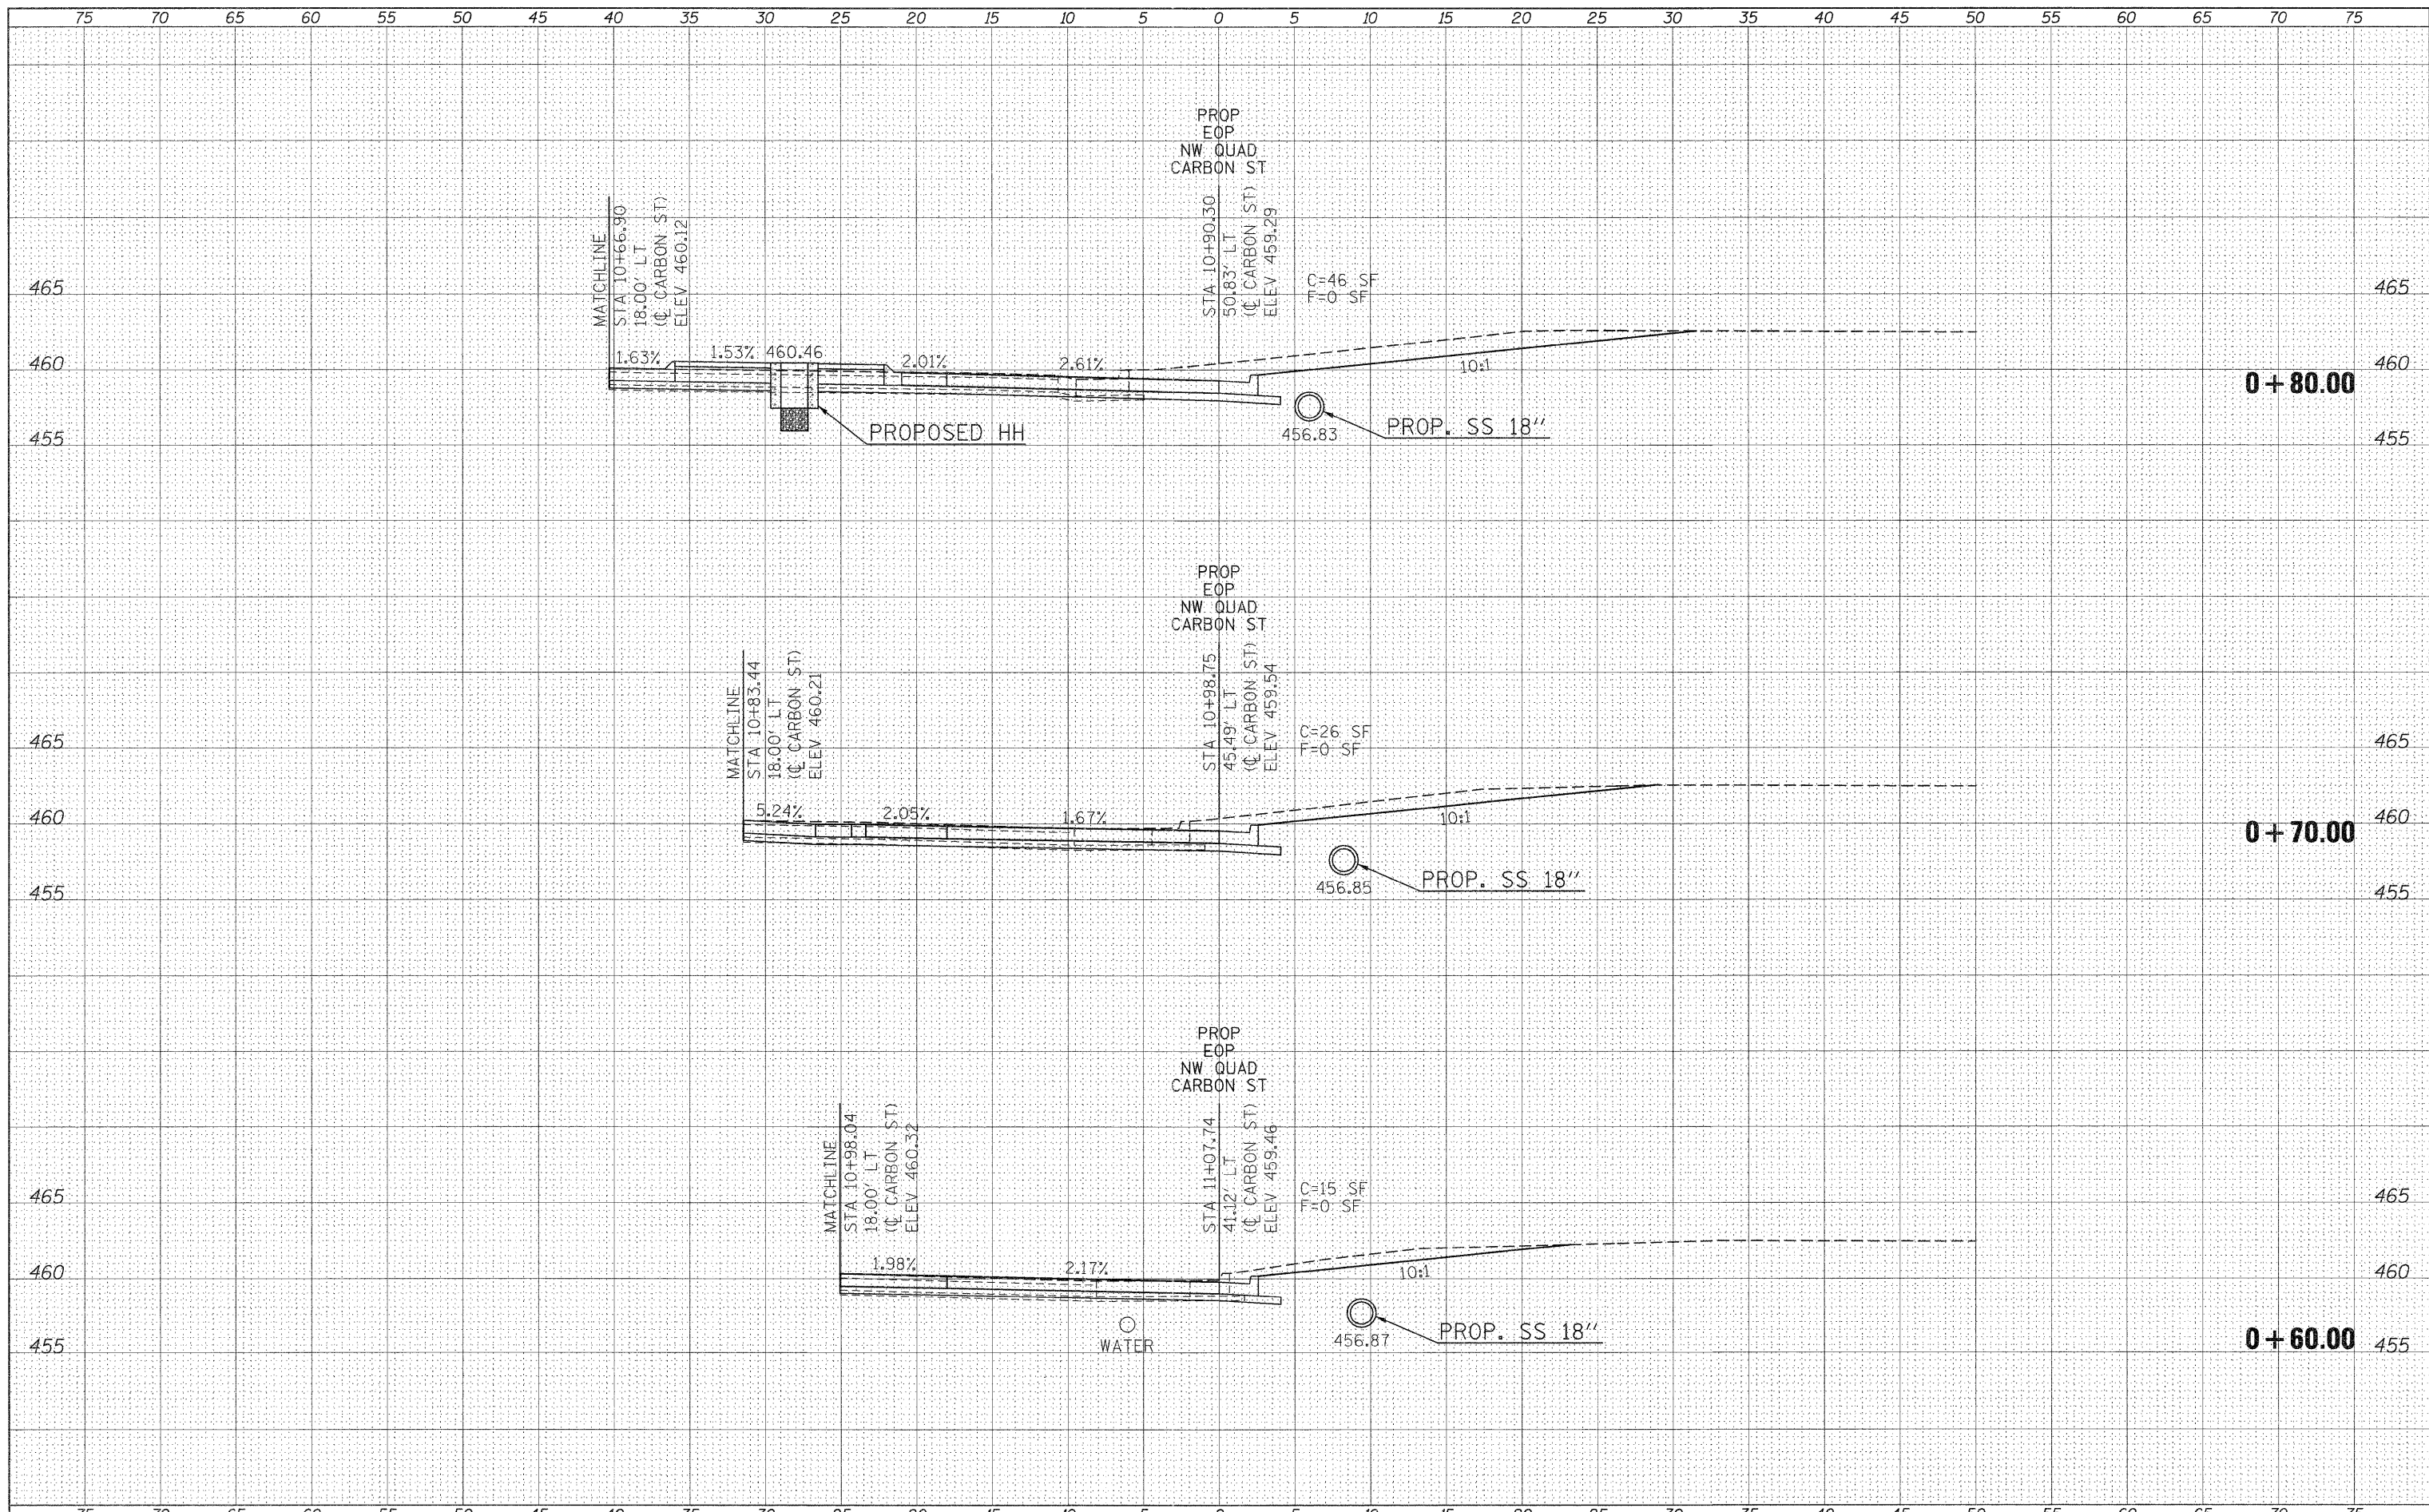 75 70 65 60 55 50 45 40 35 30 25 20 15 10 5 0 5 10 15 20 25 30 35 40 45 50 55 60 65 70 75
PROP
EOP
NW QUAD
CARBON ST
MATCHLINE
STA 10+66.90
18.00' LT
(℄ CARBON ST)
ELEV 460.12
STA 10+90.30
50.83' LT
(℄ CARBON ST)
ELEV 459.29
C=46 SF
F=0 SF
465 465
1.63% 1.53% 460.46 2.01% 2.61%
460 10:1 460
0+80.00
PROPOSED HH
456.83
PROP. SS 18"
455 455
PROP
EOP
NW QUAD
CARBON ST
MATCHLINE
STA 10+83.44
18.00' LT
(℄ CARBON ST)
ELEV 460.21
STA 10+98.75
45.49' LT
(℄ CARBON ST)
ELEV 459.54
C=26 SF
F=0 SF
465 465
5.24% 2.05% 1.67%
460 10:1 460
0+70.00
456.85
PROP. SS 18"
455 455
PROP
EOP
NW QUAD
CARBON ST
MATCHLINE
STA 10+98.04
18.00' LT
(℄ CARBON ST)
ELEV 460.32
STA 11+07.74
41.12' LT
(℄ CARBON ST)
ELEV 459.46
C=15 SF
F=0 SF
465 465
1.98% 2.17%
460 10:1 460
WATER
456.87
PROP. SS 18"
0+60.00
455 455